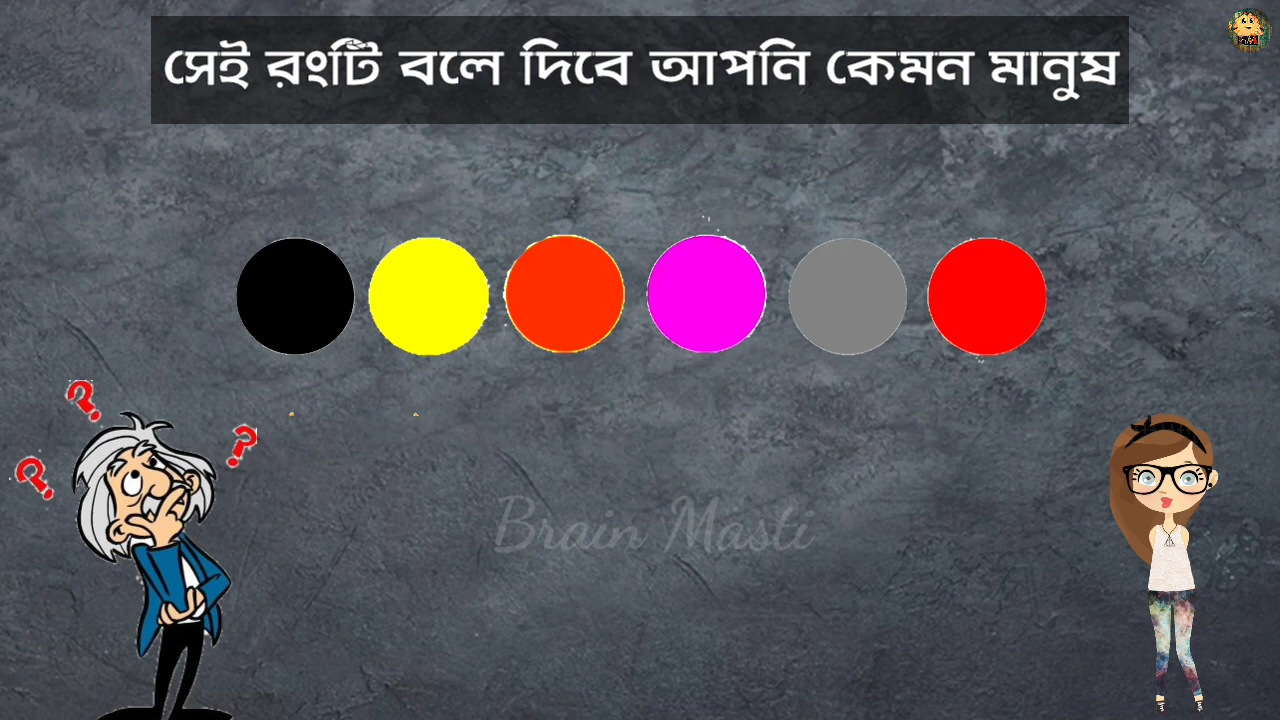 সেই রংটি বলে দিবে আপনি কেমন মানুষ
Brain Masti